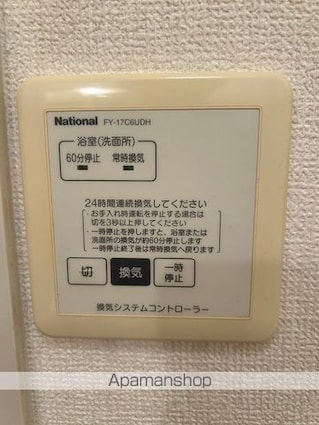 National FY-17C6UDH
浴室(洗面所)
60分停止 常時換気
24時間連続換気してください
・お手入れ時運転を停止する場合は
切を3秒以上押してください
・一時停止を押しますと、浴室または
洗面所の換気が約60分停止します
・一時停止終了後は常時換気へ戻ります
切 換気 一時停止
換気システムコントローラー
Apamanshop